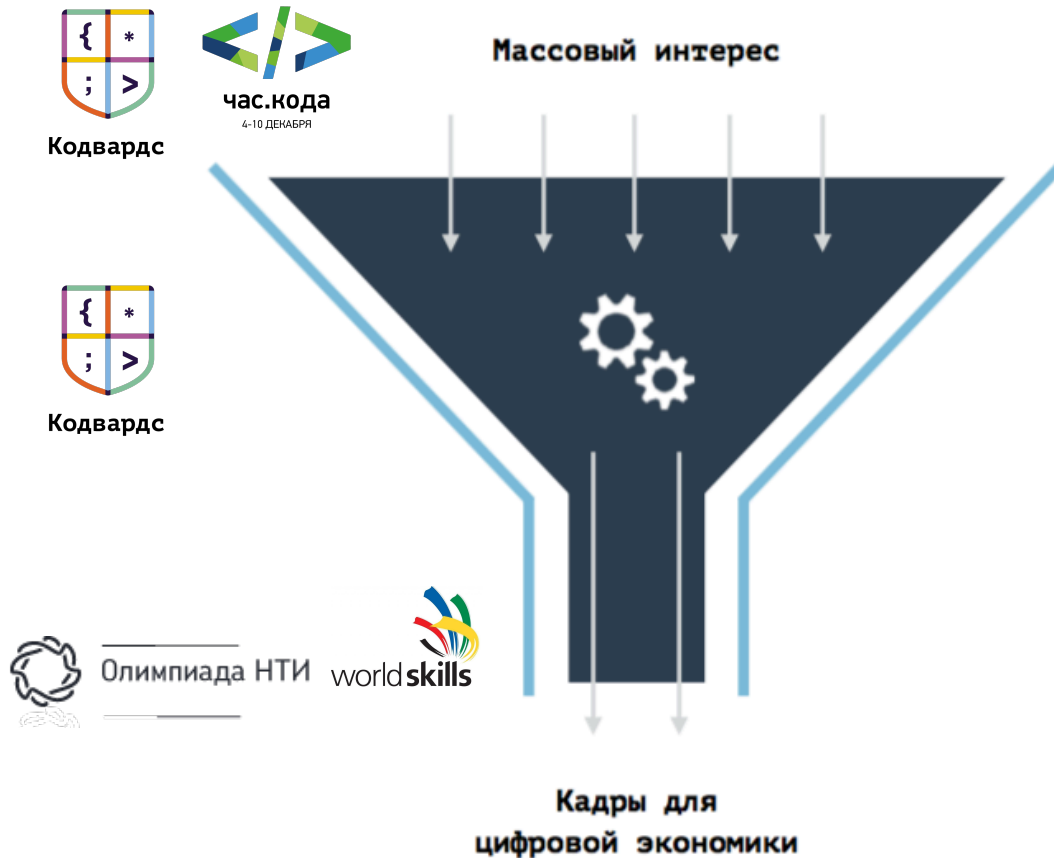 { *
; >
Кодвардс
</>
час.кода
4-10 ДЕКАБРЯ
Массовый интерес
{ *
; >
Кодвардс
Олимпиада НТИ
worldskills
Кадры для
цифровой экономики